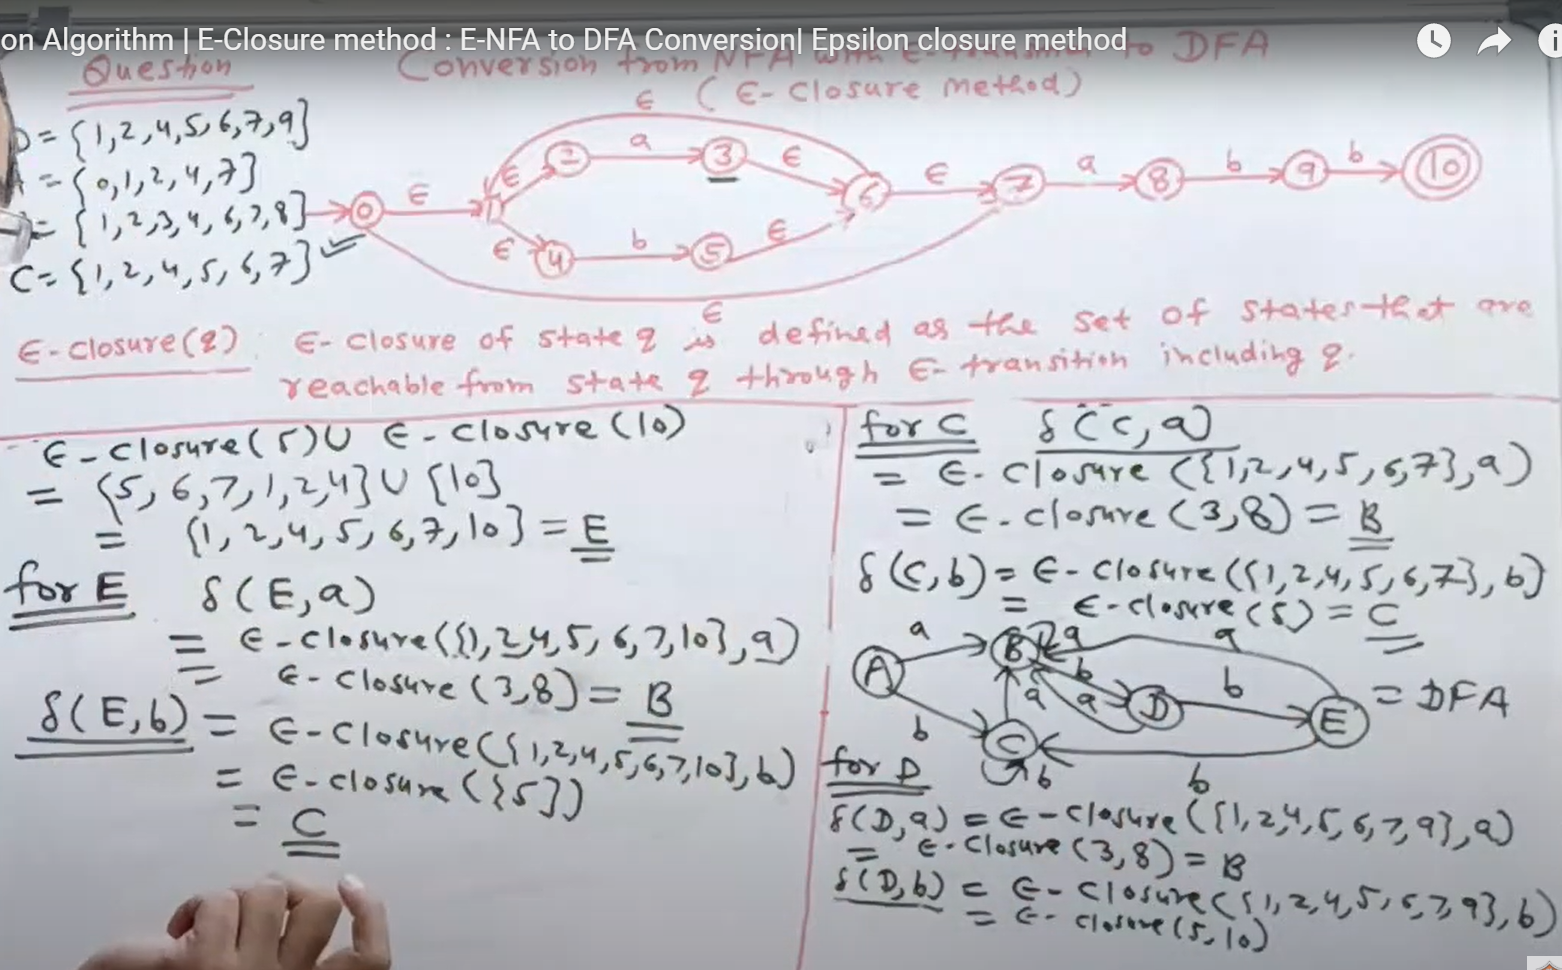 on Algorithm | E-Closure method : E-NFA to DFA Conversion| Epsilon closure method
Question
Conversion from NFA with ϵ- to DFA
(ϵ-Closure method)
= {1,2,4,5,6,7,9}
= {0,1,2,4,7}
= {1,2,3,4,6,7,8}
C = {1,2,4,5,6,7}
ϵ
0 ϵ 1 ϵ 2 a 3 ϵ 6 ϵ 7 a 8 b 9 b 10
ϵ 4 b 5 ϵ
ϵ
ϵ-closure(q) : ϵ-closure of state q is defined as the set of states that are
reachable from state q through ϵ-transition including q.
ϵ-closure(5) ∪ ϵ-closure(10)
= {5,6,7,1,2,4} ∪ {10}
= {1,2,4,5,6,7,10} = E
for E δ(E,a)
= ϵ-closure({1,2,4,5,6,7,10},a)
= ϵ-closure(3,8) = B
δ(E,b) = ϵ-closure({1,2,4,5,6,7,10},b)
= ϵ-closure({5})
= C
for C δ(C,a)
= ϵ-closure({1,2,4,5,6,7},a)
= ϵ-closure(3,8) = B
δ(C,b) = ϵ-closure({1,2,4,5,6,7},b)
= ϵ-closure(5) = C
A a B a a
b a a D b E = DFA
b C b b
for D
δ(D,a) = ϵ-closure({1,2,4,5,6,7,9},a)
= ϵ-closure(3,8) = B
δ(D,b) = ϵ-closure({1,2,4,5,6,7,9},b)
= ϵ-closure(5,10)